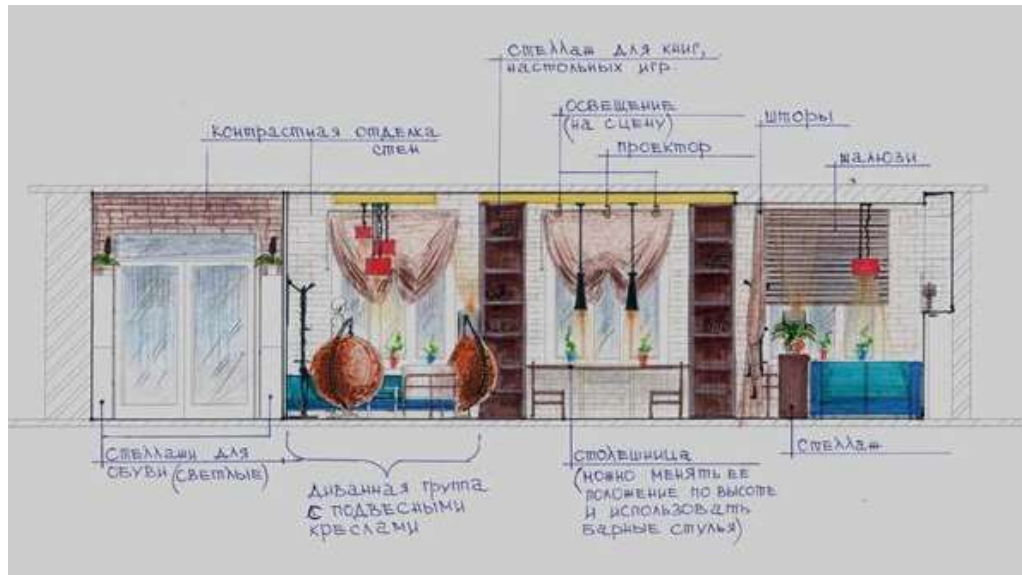 стеллаж для книг,
настольных игр.
освещение
(на сцену)
шторы
контрастная отделка
стен
проектор
жалюзи
стеллажи для
обуви (светлые)
диванная группа
с подвесными
креслами
столешница
(можно менять ее
положение по высоте
и использовать
барные стулья)
стеллаж